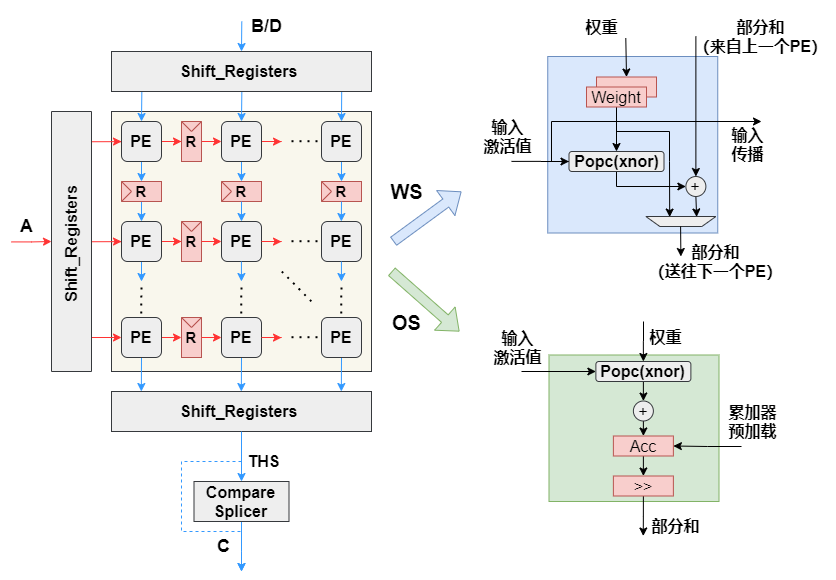 B/D
Shift_Registers
PE
R
PE
PE
R
R
R
A
Shift_Registers
PE
R
PE
PE
PE
R
PE
PE
Shift_Registers
THS
Compare
Splicer
C
WS
OS
权重
部分和
(来自上一个PE)
Weight
输入
激活值
Popc(xnor)
+
输入
传播
部分和
(送往下一个PE)
输入
激活值
权重
Popc(xnor)
+
累加器
预加载
Acc
>>
部分和